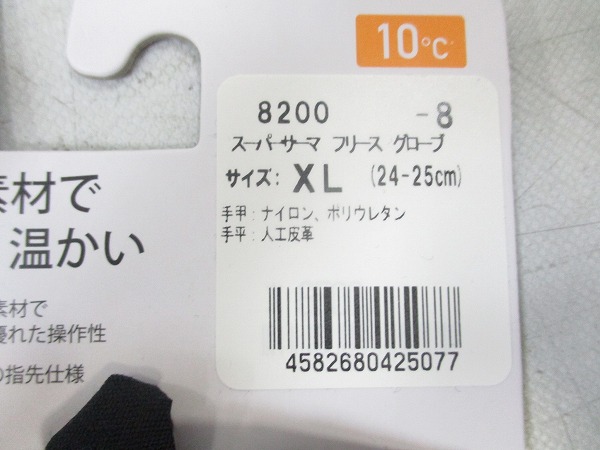 10℃
8200 -8
スーパーサーマ フリース グローブ
サイズ: XL (24-25cm)
手甲: ナイロン、ポリウレタン
手平: 人工皮革
4582680425077
素材で
温かい
素材で
優れた操作性
の指先仕様